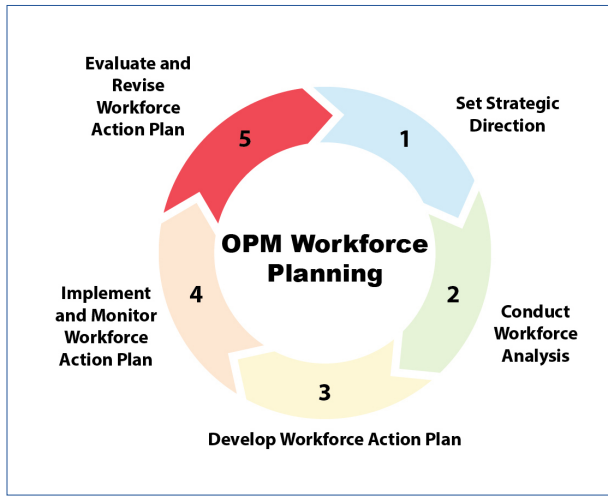 OPM Workforce
Planning
1
Set Strategic
Direction
2
Conduct
Workforce
Analysis
3
Develop Workforce Action Plan
4
Implement
and Monitor
Workforce
Action Plan
5
Evaluate and
Revise
Workforce
Action Plan